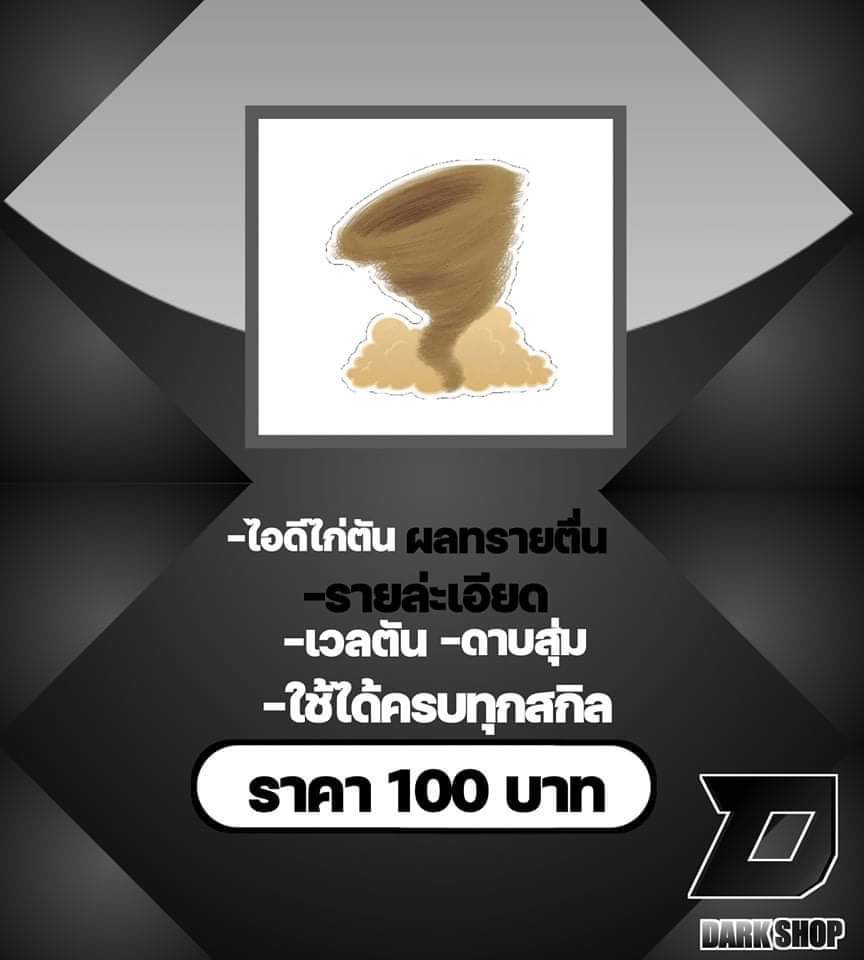 -ไอดีไก่ตัน ผลทรายตื่น
-รายล่ะเอียด
-เวลตัน -ดาบสุ่ม
-ใช้ได้ครบทุกสกิล
ราคา 100 บาท
D
DARK SHOP